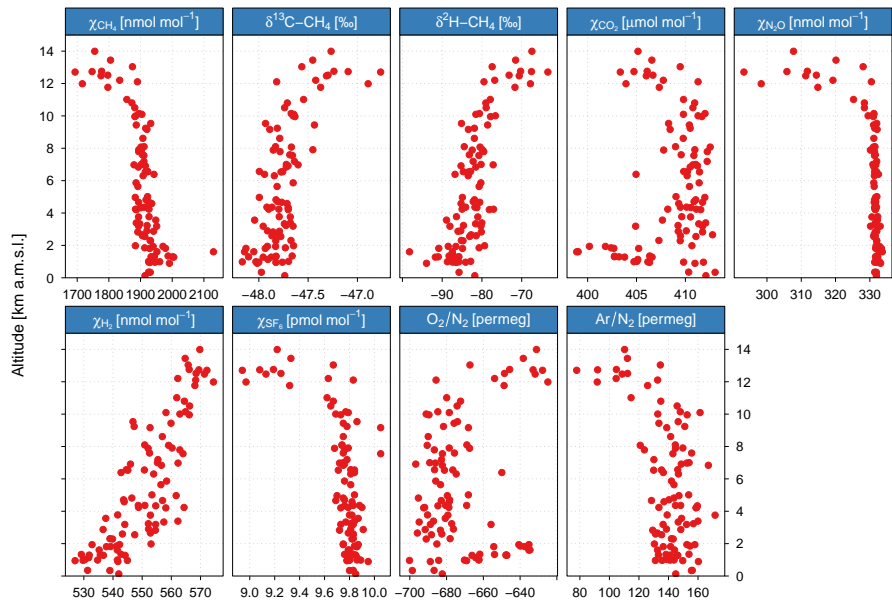 χCH₄ [nmol mol⁻¹]
δ¹³C–CH₄ [‰]
δ²H–CH₄ [‰]
χCO₂ [μmol mol⁻¹]
χN₂O [nmol mol⁻¹]
14
12
10
8
6
4
2
0
1700 1800 1900 2000 2100
−48.0 −47.5 −47.0
−90 −80 −70
400 405 410
300 310 320 330
Altitude [km a.m.s.l.]
χH₂ [nmol mol⁻¹]
χSF₆ [pmol mol⁻¹]
O₂/N₂ [permeg]
Ar/N₂ [permeg]
14
12
10
8
6
4
2
0
530 540 550 560 570
9.0 9.2 9.4 9.6 9.8 10.0
−700 −680 −660 −640
80 100 120 140 160